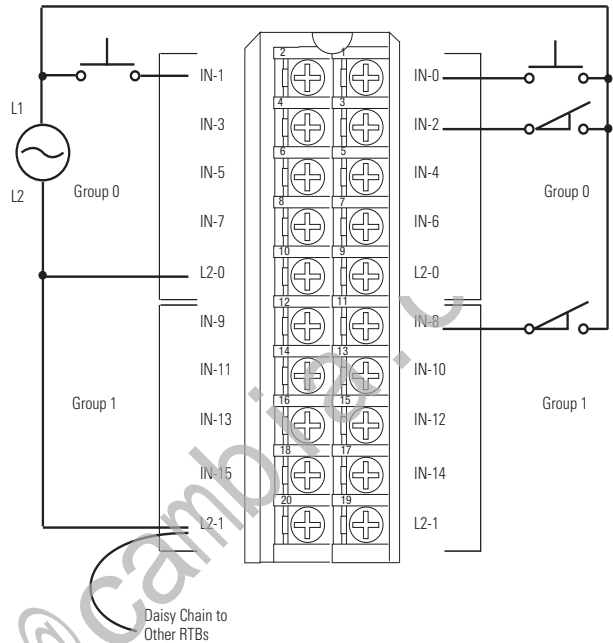 2 1
IN-1 IN-0
L1
4 3
IN-3 IN-2
6 5
IN-5 IN-4
L2 Group 0 Group 0
8 7
IN-7 IN-6
10 9
L2-0 L2-0
12 11
IN-9 IN-8
14 13
IN-11 IN-10
Group 1 Group 1
16 15
IN-13 IN-12
18 17
IN-15 IN-14
20 19
L2-1 L2-1
Daisy Chain to
Other RTBs
@cambia.